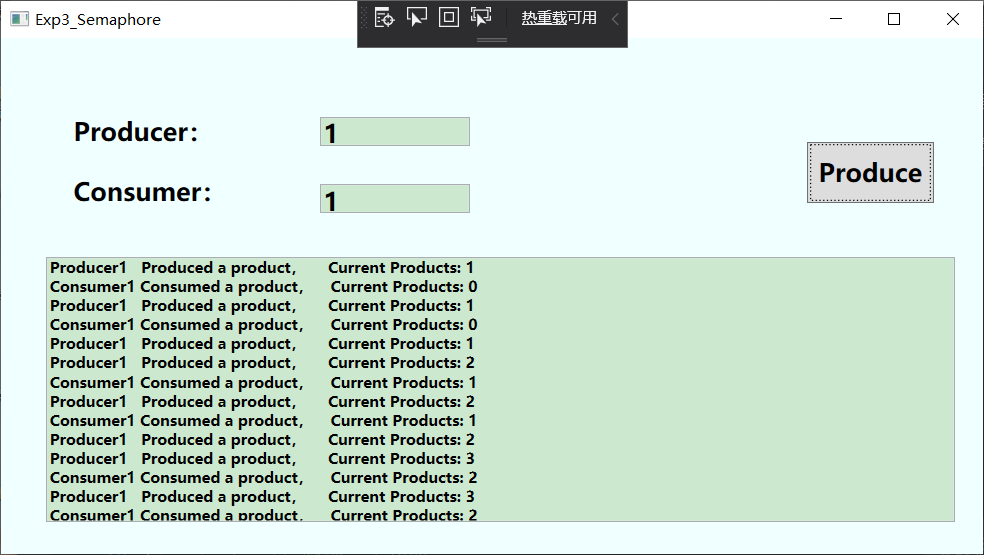 Exp3_Semaphore
热重载可用
Producer：
1
Produce
Consumer：
1
Producer1 Produced a product, Current Products: 1
Consumer1 Consumed a product, Current Products: 0
Producer1 Produced a product, Current Products: 1
Consumer1 Consumed a product, Current Products: 0
Producer1 Produced a product, Current Products: 1
Producer1 Produced a product, Current Products: 2
Consumer1 Consumed a product, Current Products: 1
Producer1 Produced a product, Current Products: 2
Consumer1 Consumed a product, Current Products: 1
Producer1 Produced a product, Current Products: 2
Producer1 Produced a product, Current Products: 3
Consumer1 Consumed a product, Current Products: 2
Producer1 Produced a product, Current Products: 3
Consumer1 Consumed a product, Current Products: 2